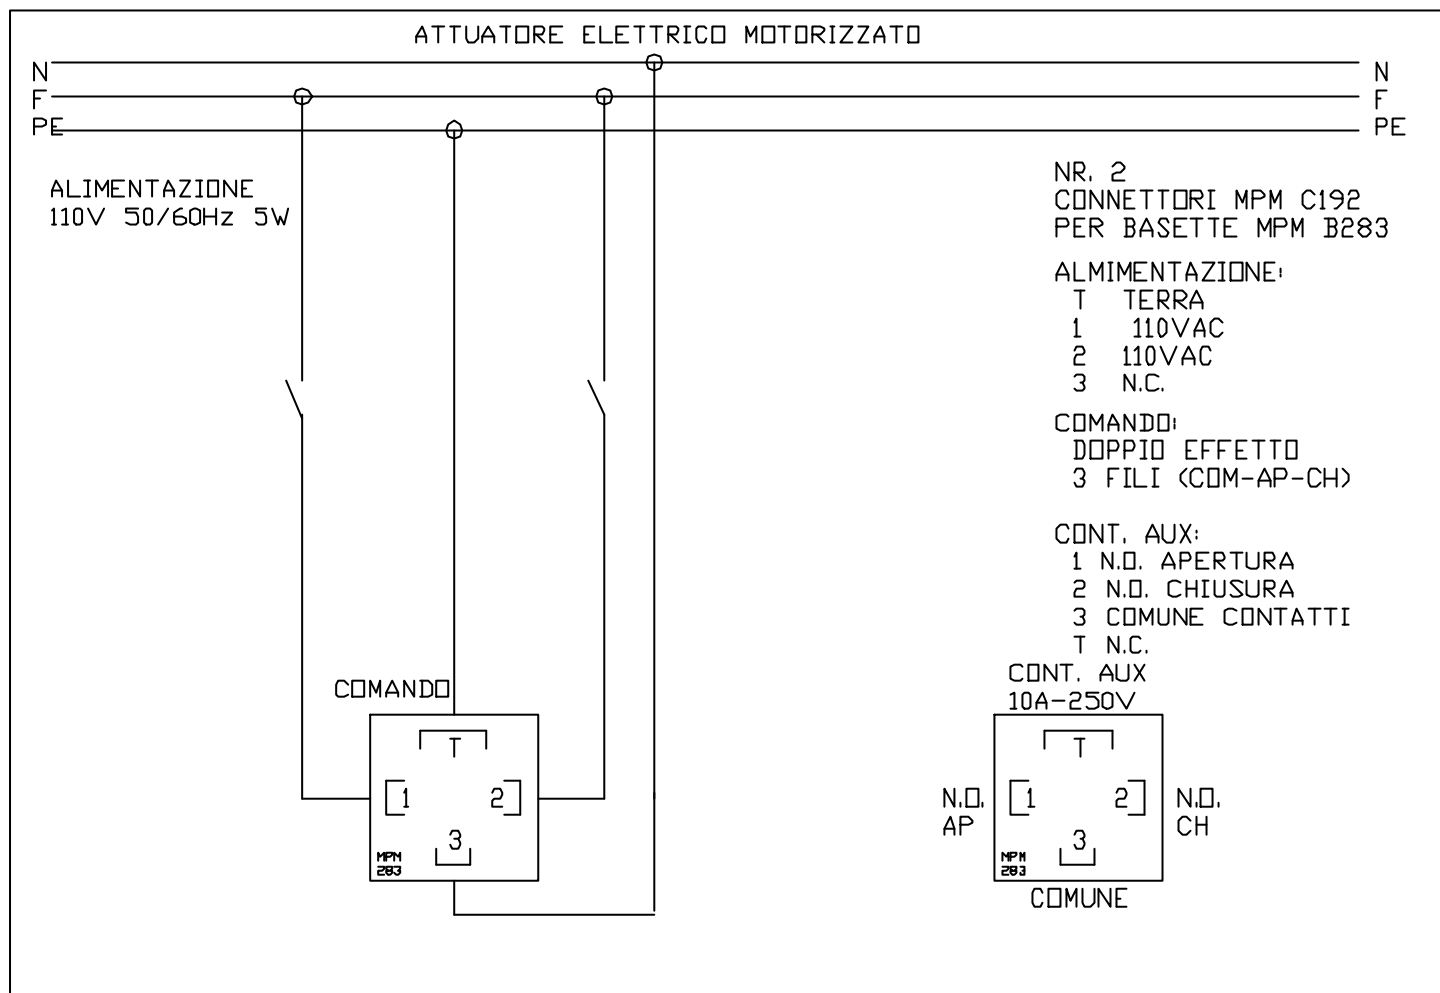 ATTUATORE ELETTRICO MOTORIZZATO
N
F
PE
N
F
PE
ALIMENTAZIONE
110V 50/60Hz 5W
NR. 2
CONNETTORI MPM C192
PER BASETTE MPM B283
ALMIMENTAZIONE:
T TERRA
1 110VAC
2 110VAC
3 N.C.
COMANDO:
DOPPIO EFFETTO
3 FILI (COM-AP-CH)
CONT. AUX:
1 N.O. APERTURA
2 N.O. CHIUSURA
3 COMUNE CONTATTI
T N.C.
COMANDO
T
1 2
3
MPM
283
CONT. AUX
10A-250V
T
N.O.
AP
1 2
N.O.
CH
3
MPM
283
COMUNE